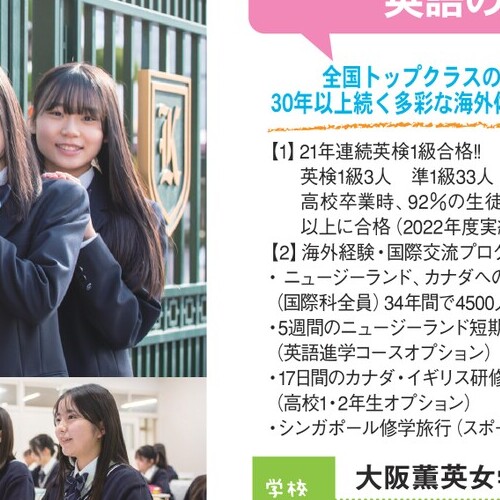 英語の
全国トップクラスの
30年以上続く多彩な海外
【1】21年連続英検1級合格!!
英検1級3人 準1級33人
高校卒業時、92%の生徒
以上に合格(2022年度実
【2】海外経験・国際交流プロ
・ニュージーランド、カナダへの
(国際科全員)34年間で4500
・5週間のニュージーランド短期
(英語進学コースオプション)
・17日間のカナダ・イギリス研修
(高校1・2年生オプション)
・シンガポール修学旅行(スポー
学校
大阪薫英女
K